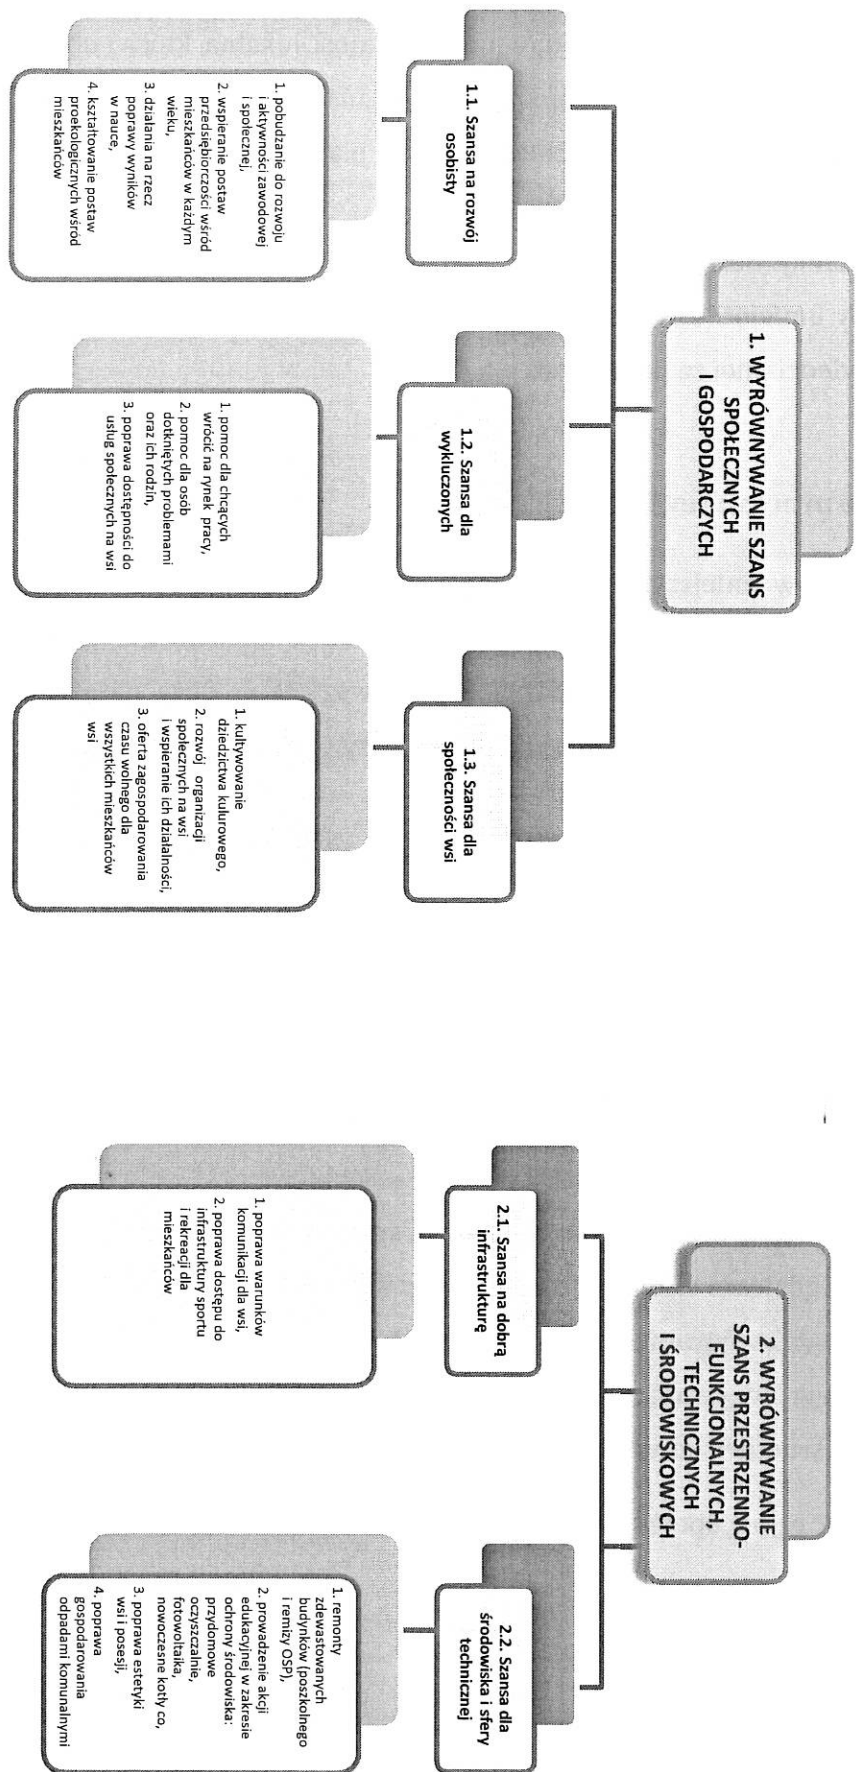 1. WYRÓWNYWANIE SZANS
SPOŁECZNYCH
I GOSPODARCZYCH
1.1. Szansa na rozwój
osobisty
1. pobudzanie do rozwoju
i aktywności zawodowej
i społecznej,
2. wspieranie postaw
przedsiębiorczości wśród
mieszkańców w każdym
wieku,
3. działania na rzecz
poprawy wyników
w nauce,
4. kształtowanie postaw
proekologicznych wśród
mieszkańców
1.2. Szansa dla
wykluczonych
1. pomoc dla chcących
wrócić na rynek pracy,
2. pomoc dla osób
dotkniętych problemami
oraz ich rodzin,
3. poprawa dostępności do
usług społecznych na wsi
1.3. Szansa dla
społeczności wsi
1. kultywowanie
dziedzictwa kulurowego,
2. rozwój organizacji
społecznych na wsi
i wspieranie ich działalności,
3. oferta zagospodarowania
czasu wolnego dla
wszystkich mieszkańców
wsi
2. WYRÓWNYWANIE
SZANS PRZESTRZENNO-
FUNKCJONALNYCH,
TECHNICZNYCH
I ŚRODOWISKOWYCH
2.1. Szansa na dobrą
infrastrukturę
1. poprawa warunków
komunikacji dla wsi,
2. poprawa dostępu do
infrastruktury sportu
i rekreacji dla
mieszkańców
2.2. Szansa dla
środowiska i sfery
technicznej
1. remonty
zdewastowanych
budynków (poszkolnego
i remizy OSP),
2. prowadzenie akcji
edukacyjnej w zakresie
ochrony środowiska:
przydomowe
oczyszczalnie,
fotowoltaika,
nowoczesne kotły co,
3. poprawa estetyki
wsi i posesji,
4. poprawa
gospodarowania
odpadami komunalnymi